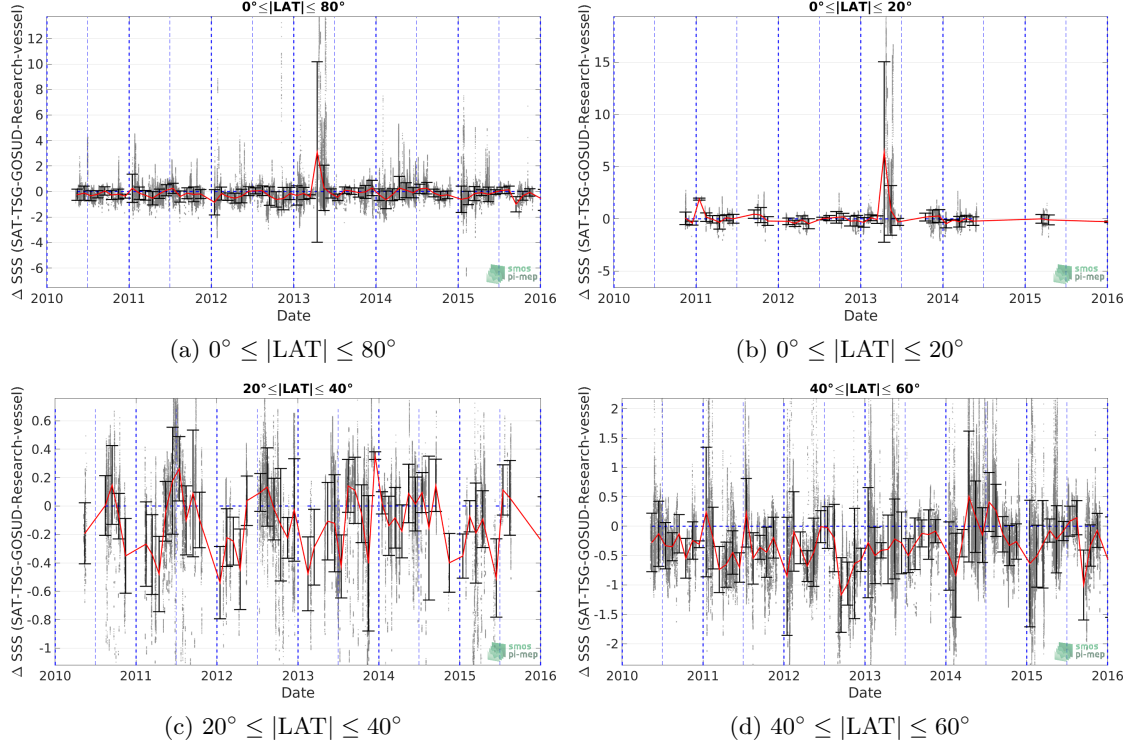 0°≤|LAT|≤ 80°
Δ SSS (SAT-TSG-GOSUD-Research-vessel)
12
10
8
6
4
2
0
-2
-4
-6
2010 2011 2012 2013 2014 2015 2016
Date
smos
pi-mep
(a) 0° ≤ |LAT| ≤ 80°
0°≤|LAT|≤ 20°
Δ SSS (SAT-TSG-GOSUD-Research-vessel)
15
10
5
0
-5
2010 2011 2012 2013 2014 2015 2016
Date
smos
pi-mep
(b) 0° ≤ |LAT| ≤ 20°
20°≤|LAT|≤ 40°
Δ SSS (SAT-TSG-GOSUD-Research-vessel)
0.6
0.4
0.2
0
-0.2
-0.4
-0.6
-0.8
-1
2010 2011 2012 2013 2014 2015 2016
Date
smos
pi-mep
(c) 20° ≤ |LAT| ≤ 40°
40°≤|LAT|≤ 60°
Δ SSS (SAT-TSG-GOSUD-Research-vessel)
2
1.5
1
0.5
0
-0.5
-1
-1.5
-2
2010 2011 2012 2013 2014 2015 2016
Date
smos
pi-mep
(d) 40° ≤ |LAT| ≤ 60°